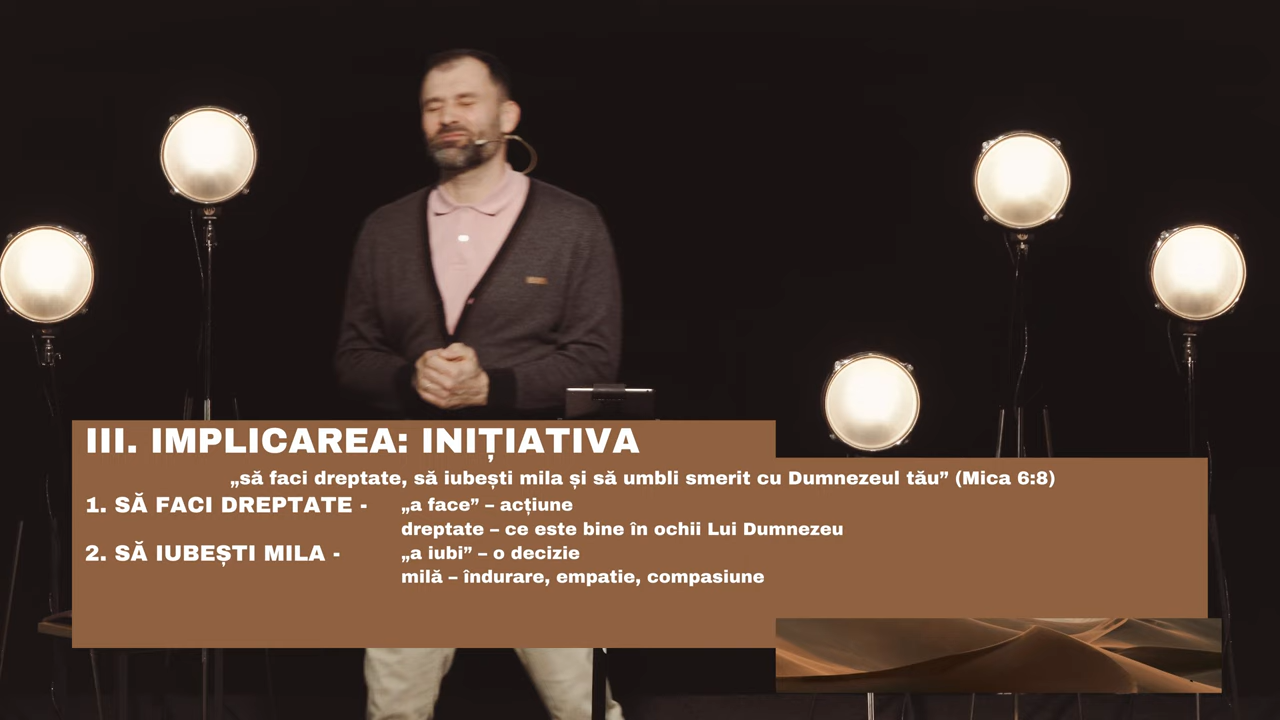 III. IMPLICAREA: INIȚIATIVA
„să faci dreptate, să iubești mila și să umbli smerit cu Dumnezeul tău” (Mica 6:8)
1. SĂ FACI DREPTATE - „a face” – acțiune
dreptate – ce este bine în ochii Lui Dumnezeu
2. SĂ IUBEȘTI MILA - „a iubi” – o decizie
milă – îndurare, empatie, compasiune